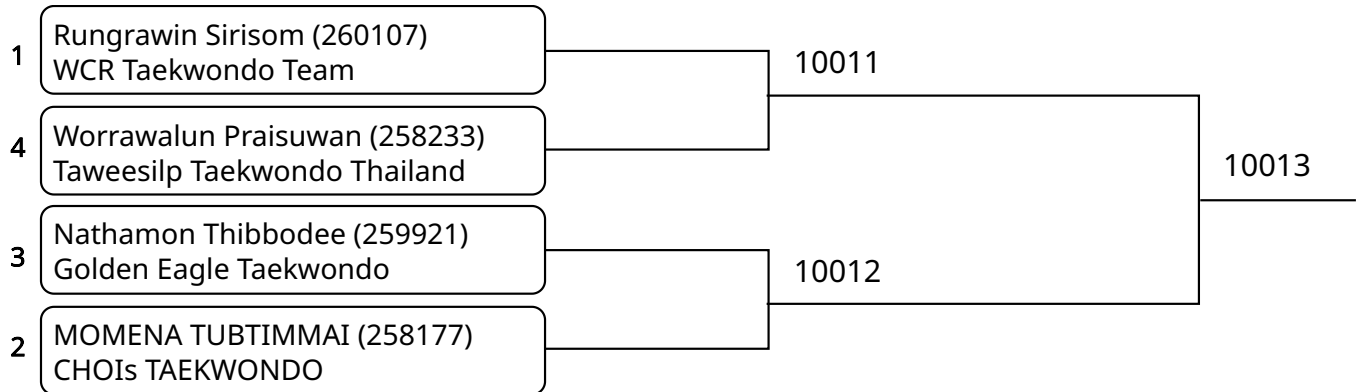 1
Rungrawin Sirisom (260107)
WCR Taekwondo Team
10011
4
Worrawalun Praisuwan (258233)
Taweesilp Taekwondo Thailand
10013
3
Nathamon Thibbodee (259921)
Golden Eagle Taekwondo
10012
2
MOMENA TUBTIMMAI (258177)
CHOIs TAEKWONDO